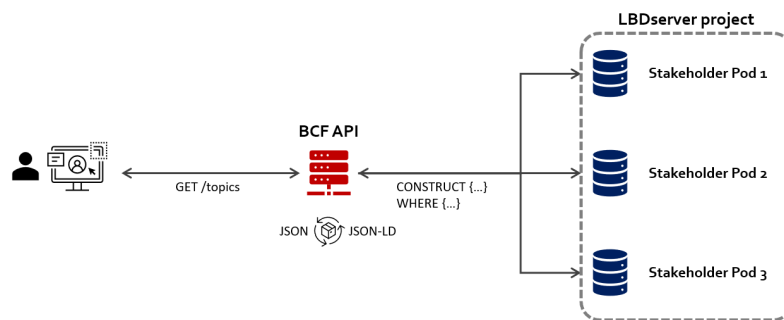 LBDserver project
Stakeholder Pod 1
BCF API
GET /topics
CONSTRUCT {...}
WHERE {...}
Stakeholder Pod 2
JSON
JSON-LD
Stakeholder Pod 3